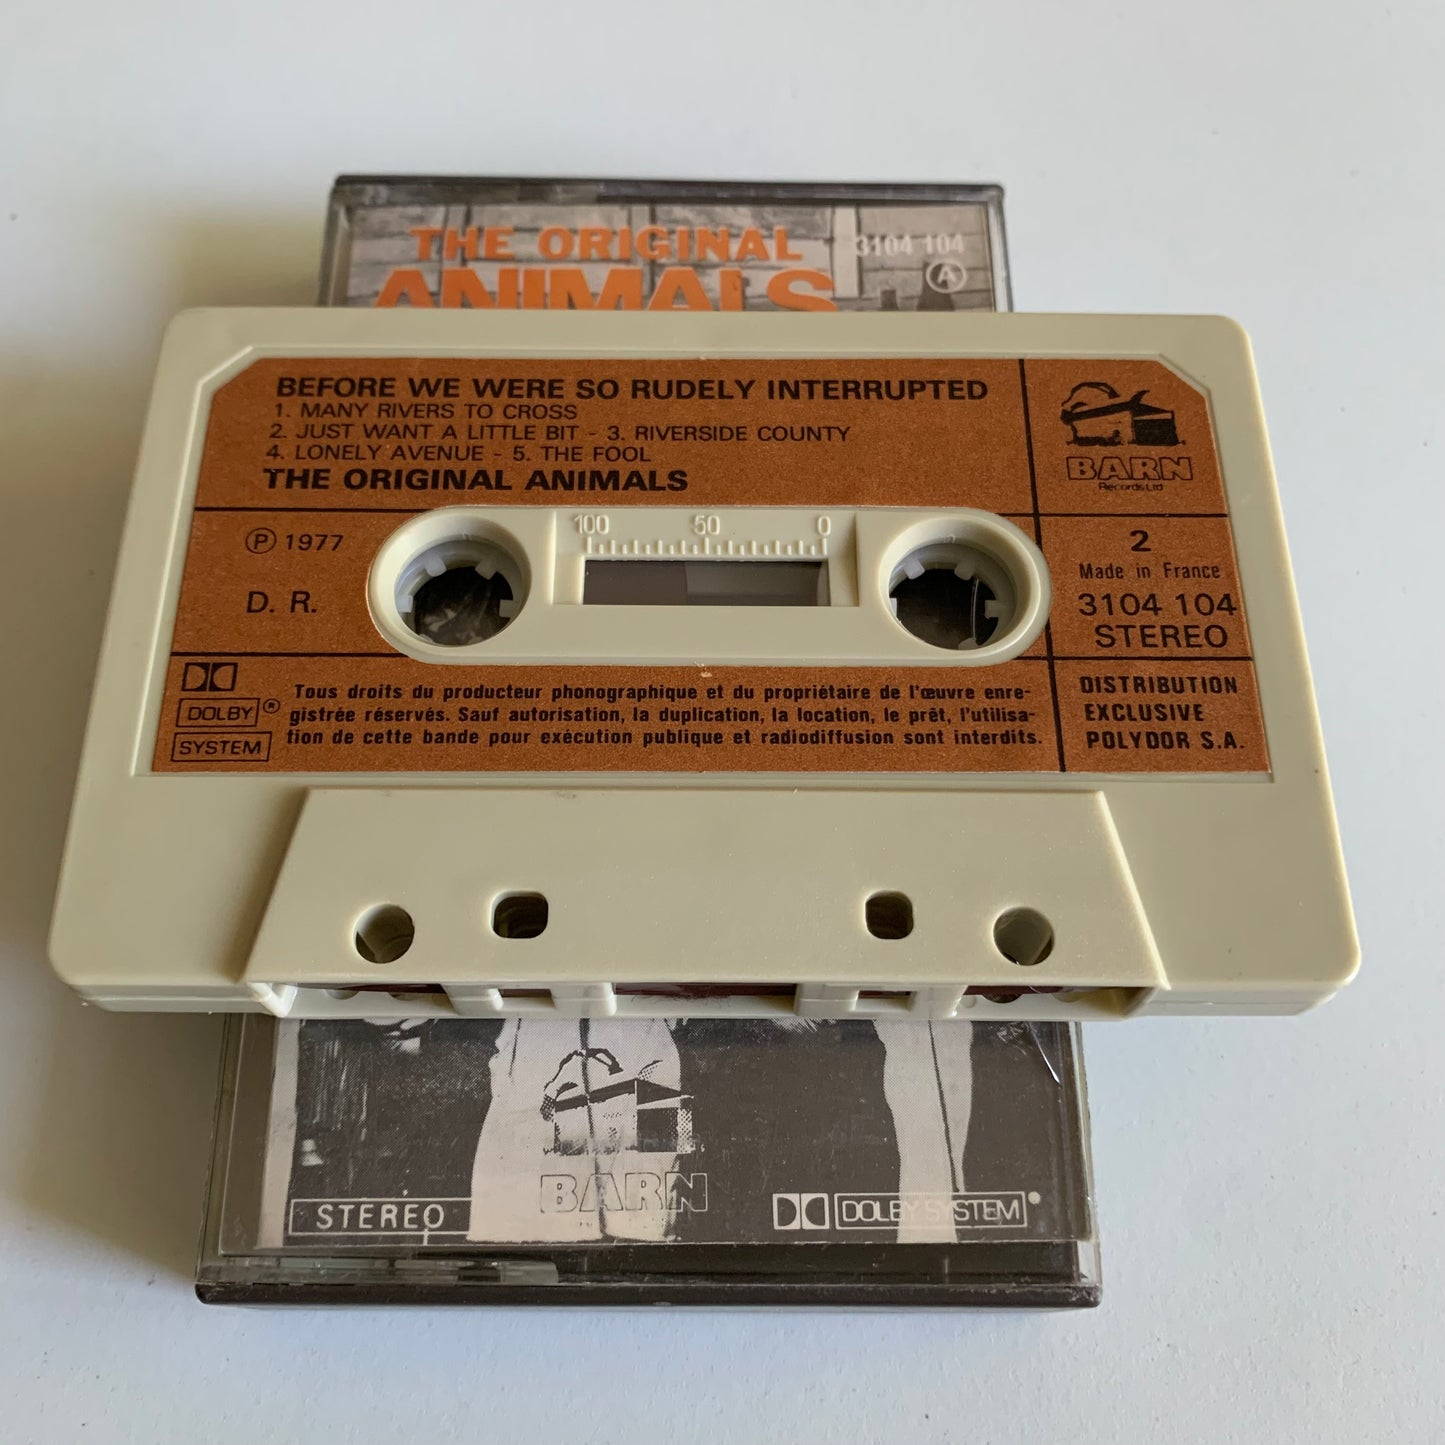 THE ORIGINAL
ANIMALS
3104 104
A
BEFORE WE WERE SO RUDELY INTERRUPTED
1. MANY RIVERS TO CROSS
2. JUST WANT A LITTLE BIT - 3. RIVERSIDE COUNTY
4. LONELY AVENUE - 5. THE FOOL
THE ORIGINAL ANIMALS
BARN
Records Ltd
Ⓟ 1977
D. R.
100 50 0
2
Made in France
3104 104
STEREO
DOLBY®
SYSTEM
Tous droits du producteur phonographique et du propriétaire de l'œuvre enre-
gistrée réservés. Sauf autorisation, la duplication, la location, le prêt, l'utilisa-
tion de cette bande pour exécution publique et radiodiffusion sont interdits.
DISTRIBUTION
EXCLUSIVE
POLYDOR S.A.
BARN
STEREO
DOLBY SYSTEM